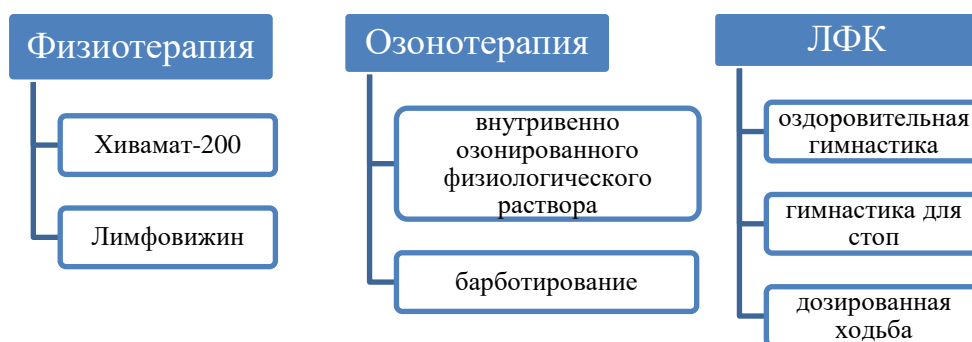 Физиотерапия
Хивамат-200
Лимфовижин
Озонотерапия
внутривенно
озонированного
физиологического
раствора
барботирование
ЛФК
оздоровительная
гимнастика
гимнастика для
стоп
дозированная
ходьба